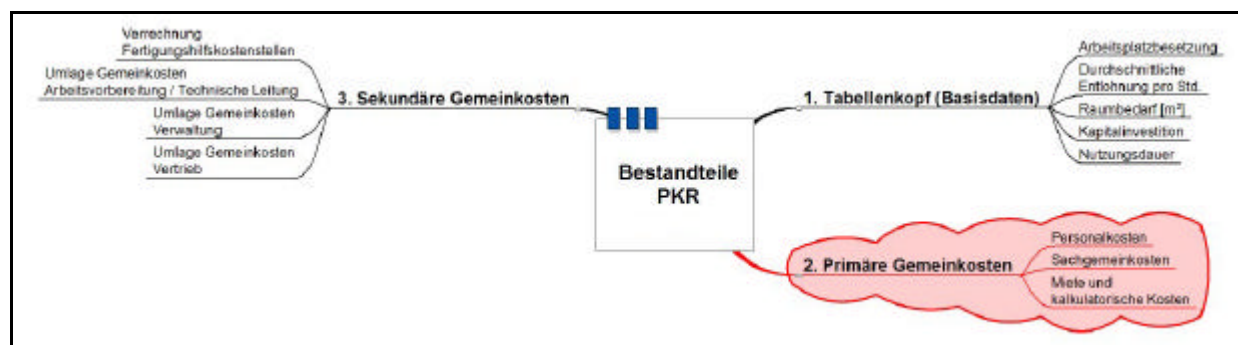 Bestandteile
PKR
1. Tabellenkopf (Basisdaten)
Arbeitsplatzbesetzung
Durchschnittliche
Entlohnung pro Std.
Raumbedarf [m²]
Kapitalinvestition
Nutzungsdauer
2. Primäre Gemeinkosten
Personalkosten
Sachgemeinkosten
Miete und
kalkulatorische Kosten
3. Sekundäre Gemeinkosten
Verrechnung
Fertigungshilfskostenstellen
Umlage Gemeinkosten
Arbeitsvorbereitung / Technische Leitung
Umlage Gemeinkosten
Verwaltung
Umlage Gemeinkosten
Vertrieb